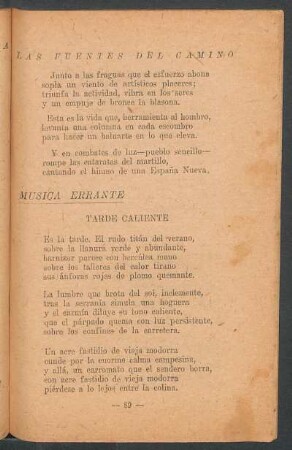 A
LAS FUENTES DEL CAMINO
Junto a las fraguas que el esfuerzo abona
sopla un viento de artísticos placeres;
triunfa la actividad, vibra en los seres
y un empuje de bronce la blasona.
Esta es la vida que, herramienta al hombro,
levanta una columna en cada escombro
para hacer un baluarte en lo que eleva.
Y en combates de luz—pueblo sencillo—
rompe las cataratas del martillo,
cantando el himno de una España Nueva.
MUSICA ERRANTE
TARDE CALIENTE
Es la tarde. El rudo titán del verano,
sobre la llanura verde y abundante,
barnizar parece con hercúlea mano
sobre los talleres del calor tirano
sus ánforas rojas de plomo quemante.
La lumbre que brota del sol, inclemente,
tras la serranía simula una hoguera
y el cenzin diluye su tono caliente,
que el párpado quema con luz persistente,
sobre los confines de la carretera.
Un acre fastidio de vieja modorra
cunde por la enorme calma campesina,
y allá, un carromato que el sendero borra,
con acre fastidio de vieja modorra
piérdese a lo lejos entre la colina.
— 89 —